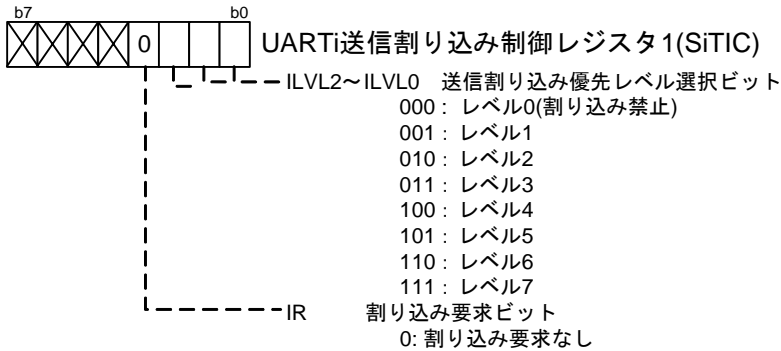 b7 b0
0 UARTi送信割り込み制御レジスタ1(SiTIC)
ILVL2～ILVL0 送信割り込み優先レベル選択ビット
000 : レベル0(割り込み禁止)
001 : レベル1
010 : レベル2
011 : レベル3
100 : レベル4
101 : レベル5
110 : レベル6
111 : レベル7
IR 割り込み要求ビット
0: 割り込み要求なし